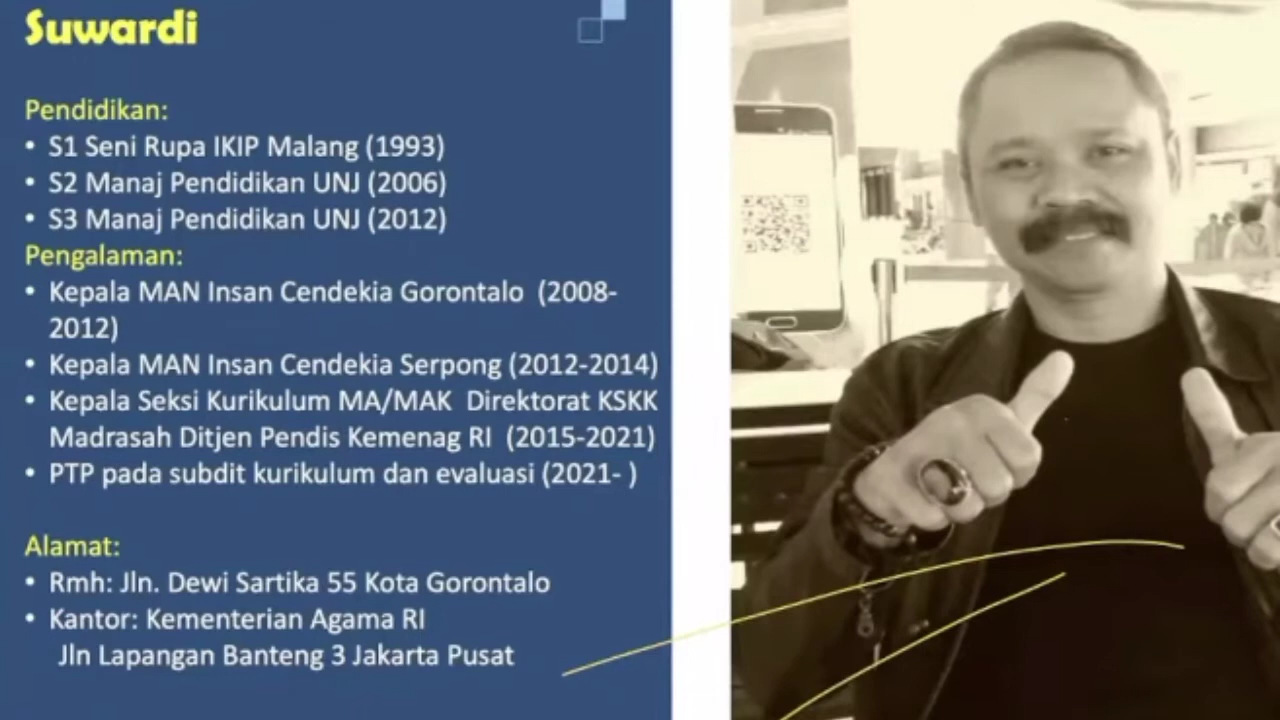 Suwardi
Pendidikan:
• S1 Seni Rupa IKIP Malang (1993)
• S2 Manaj Pendidikan UNJ (2006)
• S3 Manaj Pendidikan UNJ (2012)
Pengalaman:
• Kepala MAN Insan Cendekia Gorontalo (2008-
2012)
• Kepala MAN Insan Cendekia Serpong (2012-2014)
• Kepala Seksi Kurikulum MA/MAK Direktorat KSKK
Madrasah Ditjen Pendis Kemenag RI (2015-2021)
• PTP pada subdit kurikulum dan evaluasi (2021- )
Alamat:
• Rmh: Jln. Dewi Sartika 55 Kota Gorontalo
• Kantor: Kementerian Agama RI
Jln Lapangan Banteng 3 Jakarta Pusat